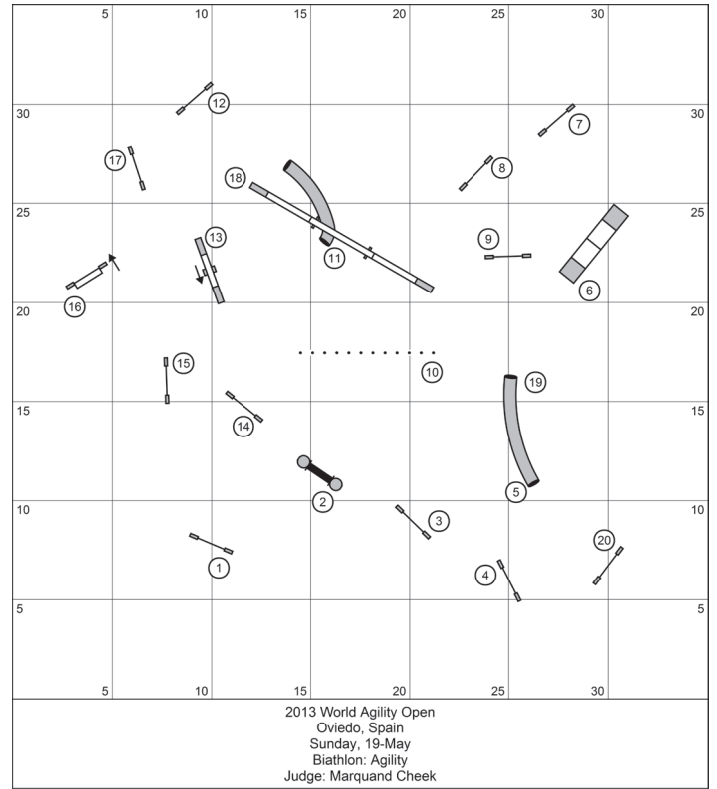 5 10 15 20 25 30
12
30 7 30
17 8
18
25 13 25
9
11
6
16
20 20
15 10 19
15 14 15
5
2
10 3 10
20
1 4
5 5
5 10 15 20 25 30
2013 World Agility Open
Oviedo, Spain
Sunday, 19-May
Biathlon: Agility
Judge: Marquand Cheek